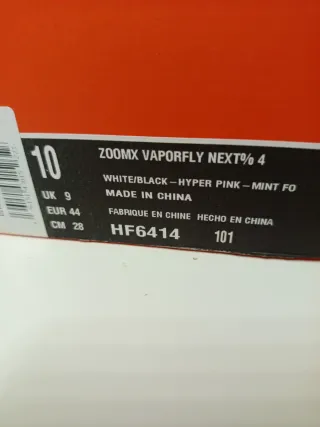 10
ZOOMX VAPORFLY NEXT% 4
UK 9
EUR 44
CM 28
WHITE/BLACK–HYPER PINK–MINT FO
MADE IN CHINA
FABRIQUE EN CHINE HECHO EN CHINA
HF6414 101